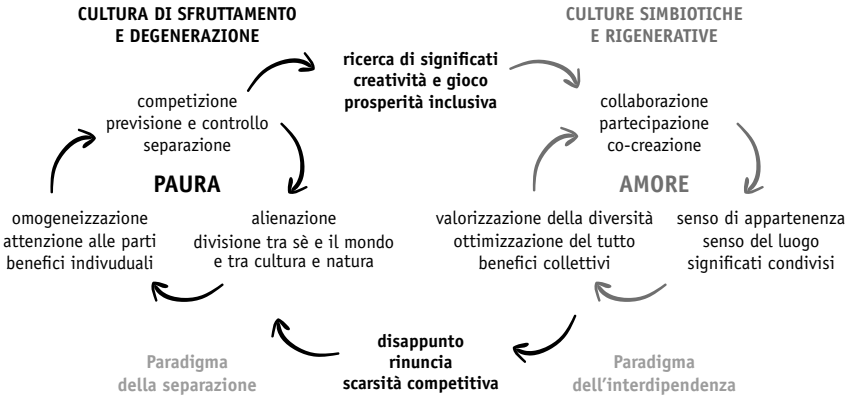 CULTURA DI SFRUTTAMENTO
E DEGENERAZIONE
CULTURE SIMBIOTICHE
E RIGENERATIVE
ricerca di significati
creatività e gioco
prosperità inclusiva
competizione
previsione e controllo
separazione
collaborazione
partecipazione
co-creazione
PAURA
AMORE
omogeneizzazione
attenzione alle parti
benefici indivuduali
alienazione
divisione tra sè e il mondo
e tra cultura e natura
valorizzazione della diversità
ottimizzazione del tutto
benefici collettivi
senso di appartenenza
senso del luogo
significati condivisi
disappunto
rinuncia
scarsità competitiva
Paradigma
della separazione
Paradigma
dell'interdipendenza